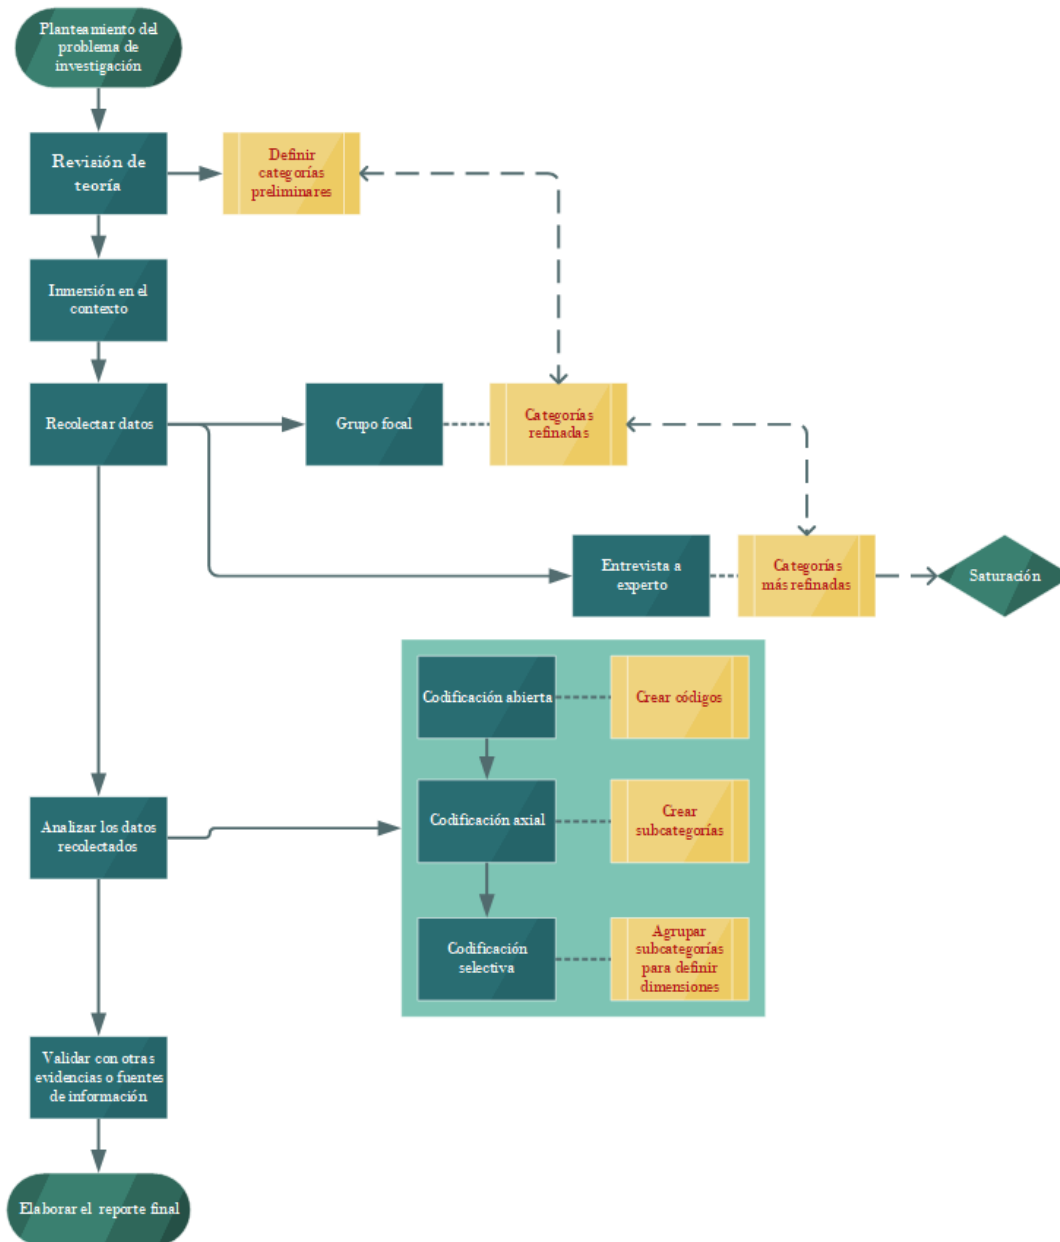 Planteamiento del
problema de
investigación
Revisión de
teoría
Definir
categorías
preliminares
Inmersión en el
contexto
Recolectar datos
Grupo focal
Categorías
refinadas
Entrevista a
experto
Categorías
más refinadas
Saturación
Codificación abierta
Crear códigos
Analizar los datos
recolectados
Codificación axial
Crear
subcategorías
Codificación
selectiva
Agrupar
subcategorías
para definir
dimensiones
Validar con otras
evidencias o fuentes
de información
Elaborar el reporte final